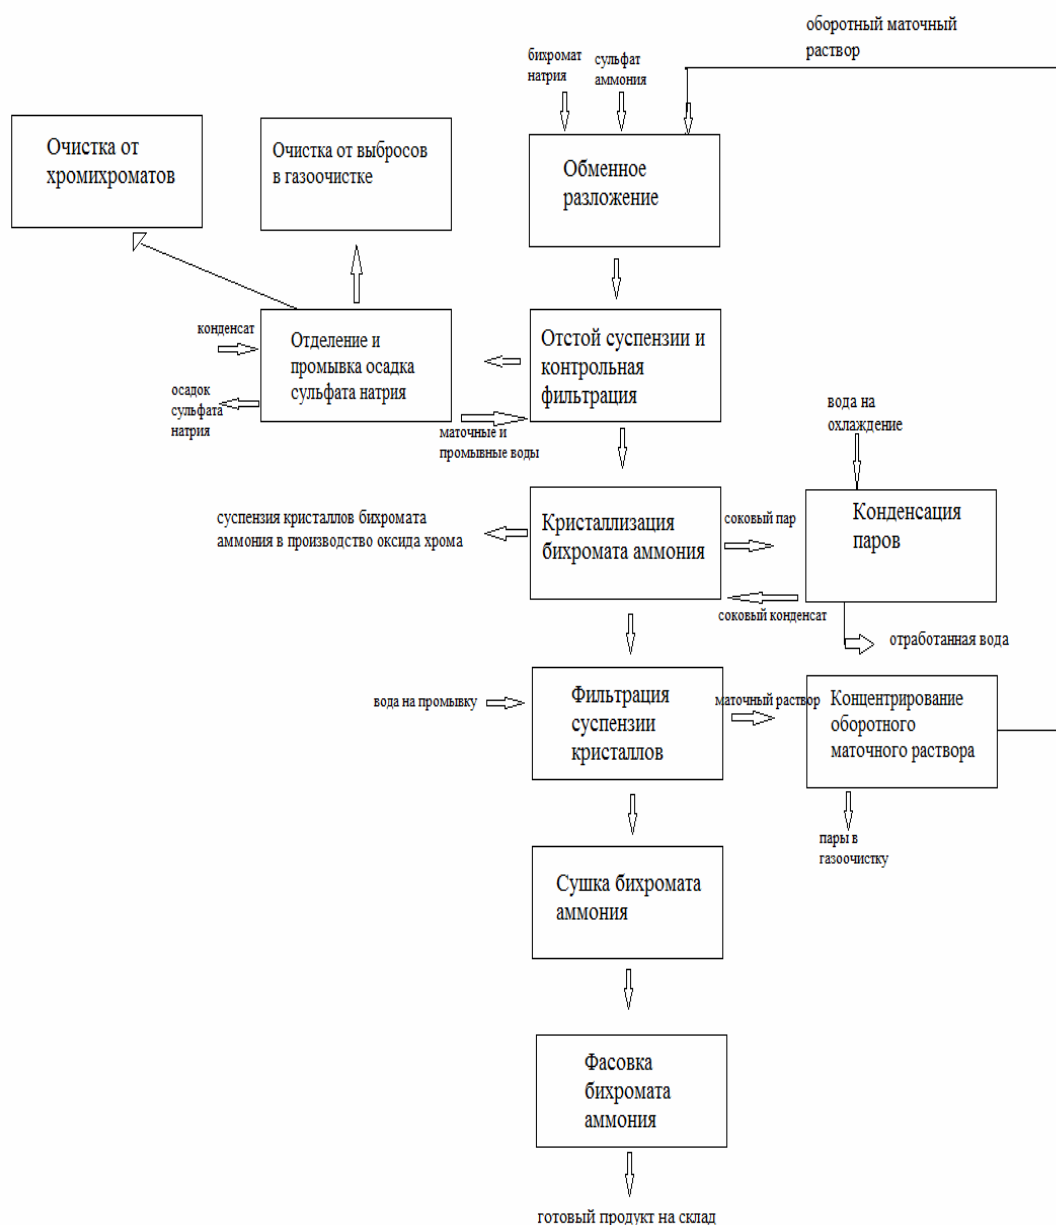 оборотный маточный
раствор
бихромат
натрия
сульфат
аммония
Очистка от
хромихроматов
Очистка от выбросов
в газоочистке
Обменное
разложение
конденсат
осадок
сульфата
натрия
Отделение и
промывка осадка
сульфата натрия
маточные и
промывные воды
Отстой суспензии и
контрольная
фильтрация
вода на
охлаждение
суспензия кристаллов бихромата
аммония в производство оксида хрома
Кристаллизация
бихромата аммония
соковый пар
соковый конденсат
Конденсация
паров
отработанная вода
вода на промывку
Фильтрация
суспензии
кристаллов
маточный раствор
Концентрирование
оборотного
маточного раствора
пары в
газоочистку
Сушка бихромата
аммония
Фасовка
бихромата
аммония
готовый продукт на склад